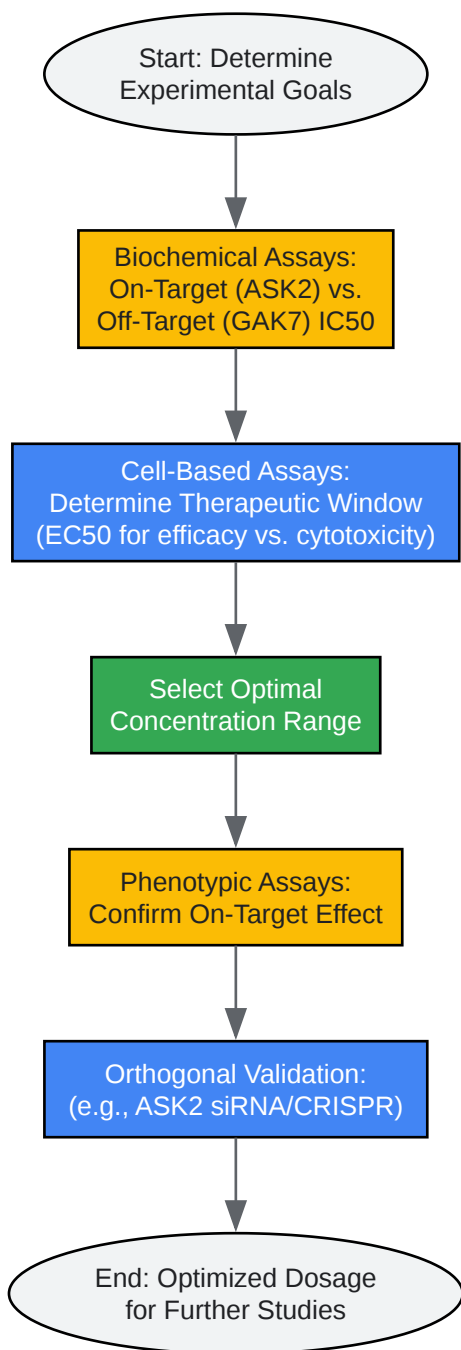 Start: Determine
Experimental Goals
Biochemical Assays:
On-Target (ASK2) vs.
Off-Target (GAK7) IC50
Cell-Based Assays:
Determine Therapeutic Window
(EC50 for efficacy vs. cytotoxicity)
Select Optimal
Concentration Range
Phenotypic Assays:
Confirm On-Target Effect
Orthogonal Validation:
(e.g., ASK2 siRNA/CRISPR)
End: Optimized Dosage
for Further Studies